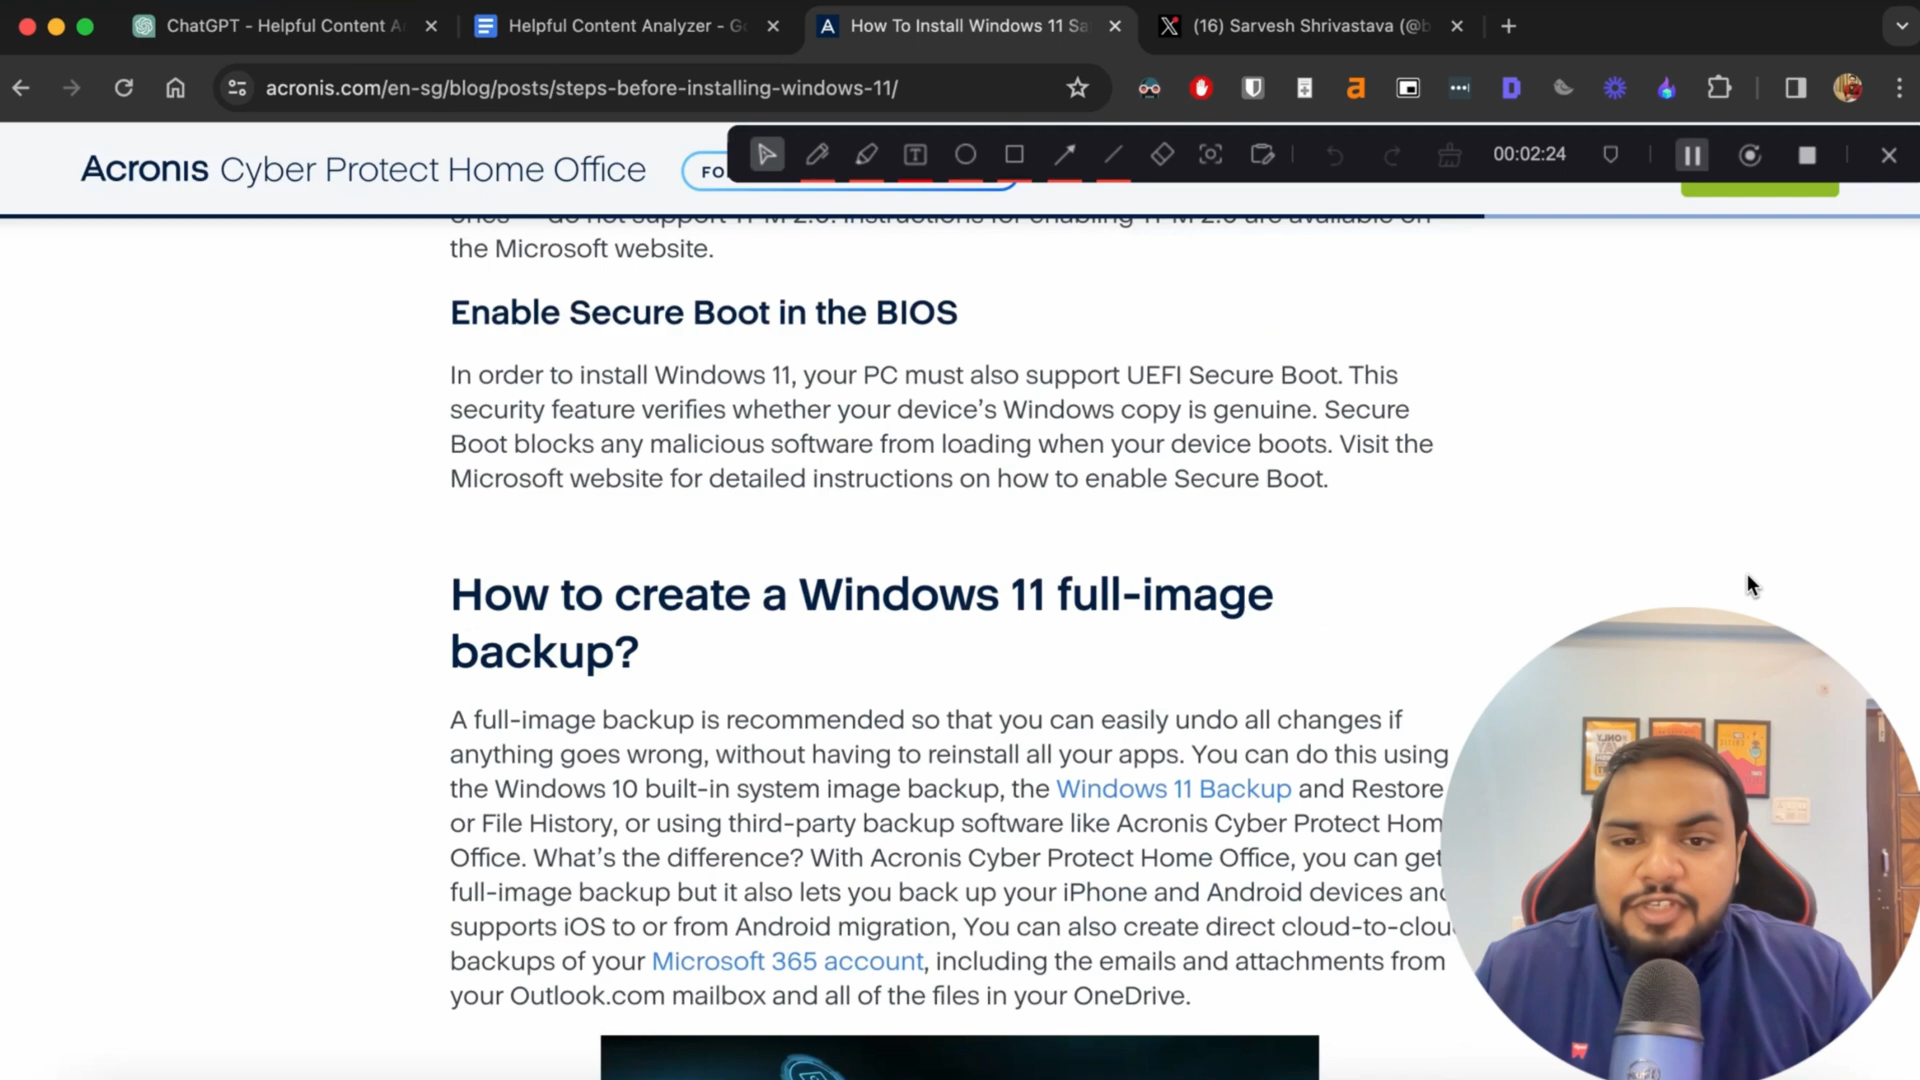 ChatGPT - Helpful Content A
Helpful Content Analyzer - Go
How To Install Windows 11 Sa
(16) Sarvesh Shrivastava (@b
acronis.com/en-sg/blog/posts/steps-before-installing-windows-11/
Acronis Cyber Protect Home Office
FO
00:02:24
ones — do not support TPM 2.0. Instructions for enabling TPM 2.0 are available on
the Microsoft website.
Enable Secure Boot in the BIOS
In order to install Windows 11, your PC must also support UEFI Secure Boot. This
security feature verifies whether your device’s Windows copy is genuine. Secure
Boot blocks any malicious software from loading when your device boots. Visit the
Microsoft website for detailed instructions on how to enable Secure Boot.
How to create a Windows 11 full-image
backup?
A full-image backup is recommended so that you can easily undo all changes if
anything goes wrong, without having to reinstall all your apps. You can do this using
the Windows 10 built-in system image backup, the Windows 11 Backup and Restore
or File History, or using third-party backup software like Acronis Cyber Protect Hom
Office. What’s the difference? With Acronis Cyber Protect Home Office, you can get
full-image backup but it also lets you back up your iPhone and Android devices and
supports iOS to or from Android migration, You can also create direct cloud-to-clou
backups of your Microsoft 365 account, including the emails and attachments from
your Outlook.com mailbox and all of the files in your OneDrive.